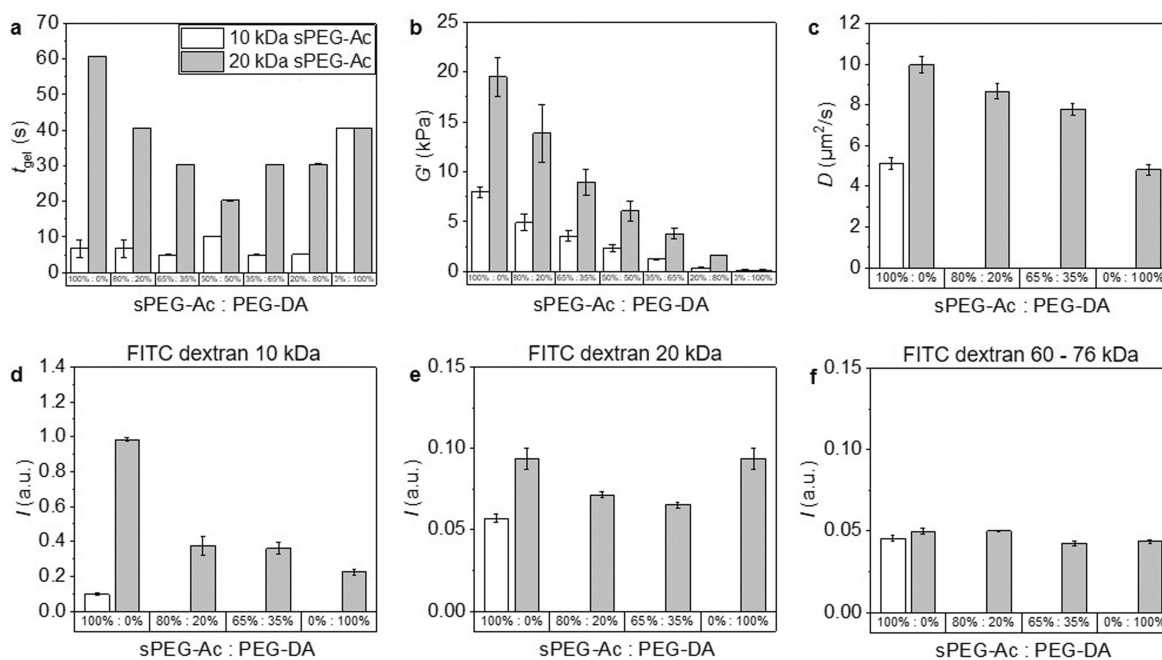 a
70
60
50
40
30
20
10
0
t_gel (s)
10 kDa sPEG-Ac
20 kDa sPEG-Ac
100% : 0%
80% : 20%
65% : 35%
50% : 50%
35% : 65%
20% : 80%
0% : 100%
sPEG-Ac : PEG-DA
b
25
20
15
10
5
0
G' (kPa)
100% : 0%
80% : 20%
65% : 35%
50% : 50%
35% : 65%
20% : 80%
0% : 100%
sPEG-Ac : PEG-DA
c
12
10
8
6
4
2
0
D (µm²/s)
100% : 0%
80% : 20%
65% : 35%
0% : 100%
sPEG-Ac : PEG-DA
d
FITC dextran 10 kDa
1.4
1.2
1.0
0.8
0.6
0.4
0.2
0.0
I (a.u.)
100% : 0%
80% : 20%
65% : 35%
0% : 100%
sPEG-Ac : PEG-DA
e
FITC dextran 20 kDa
0.15
0.10
0.05
0.00
I (a.u.)
100% : 0%
80% : 20%
65% : 35%
0% : 100%
sPEG-Ac : PEG-DA
f
FITC dextran 60 - 76 kDa
0.15
0.10
0.05
0.00
I (a.u.)
100% : 0%
80% : 20%
65% : 35%
0% : 100%
sPEG-Ac : PEG-DA